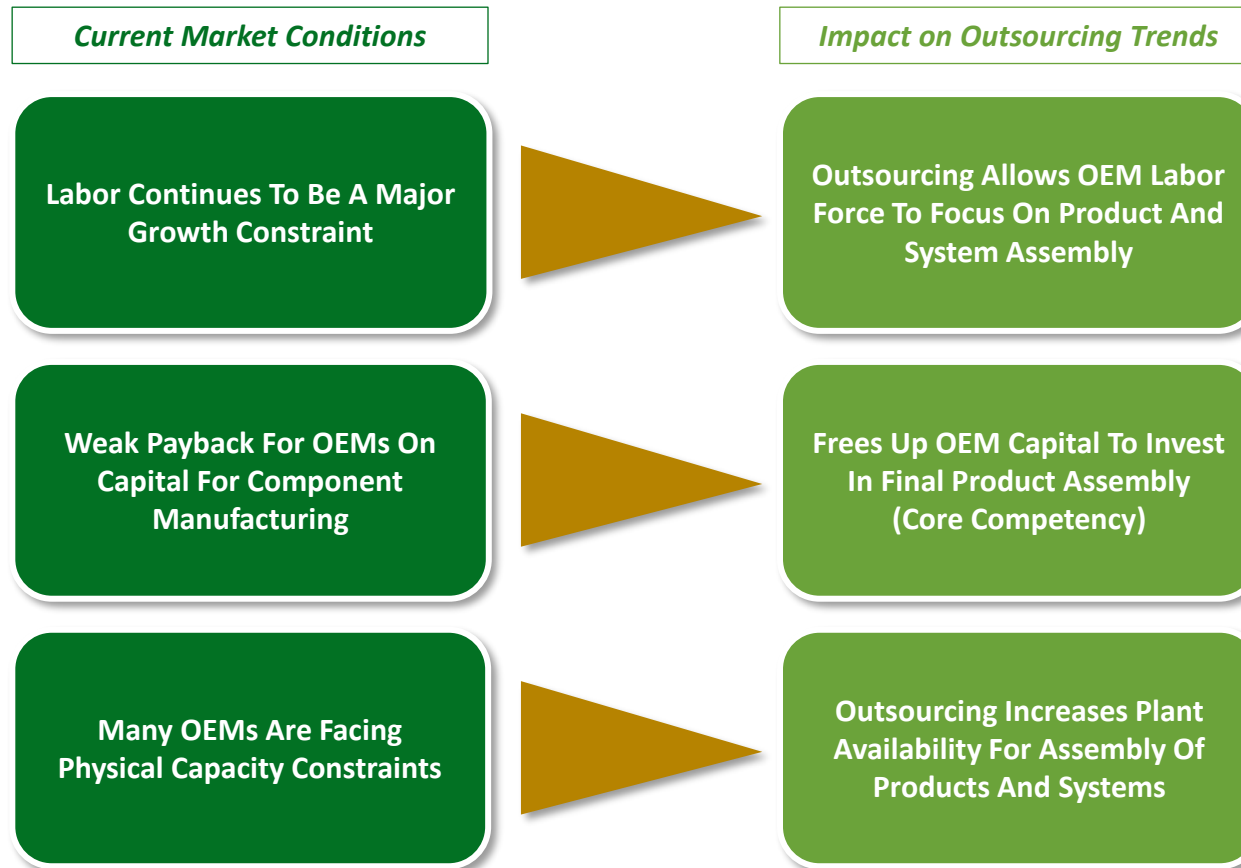 Current Market Conditions
Impact on Outsourcing Trends
Labor Continues To Be A Major
Growth Constraint
Outsourcing Allows OEM Labor
Force To Focus On Product And
System Assembly
Weak Payback For OEMs On
Capital For Component
Manufacturing
Frees Up OEM Capital To Invest
In Final Product Assembly
(Core Competency)
Many OEMs Are Facing
Physical Capacity Constraints
Outsourcing Increases Plant
Availability For Assembly Of
Products And Systems